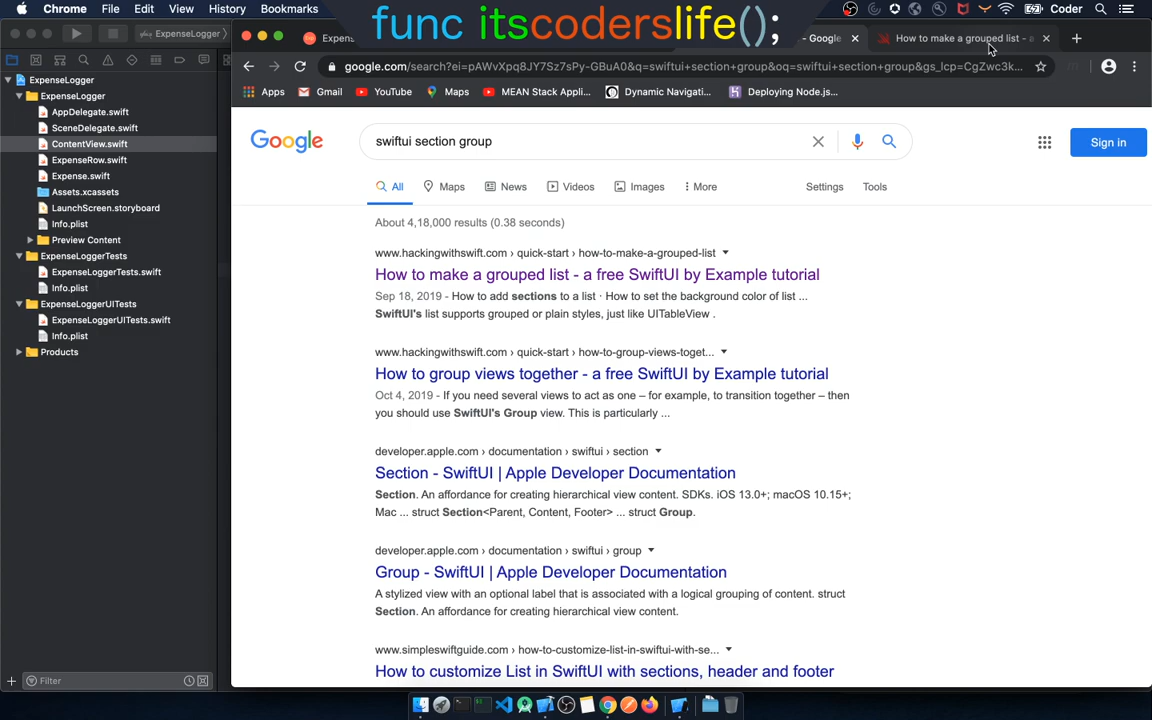 Chrome File Edit View History Bookmarks
func itscoderslife();
Coder
ExpenseLogger
Expens
Google
How to make a grouped list - a
google.com/search?ei=pAWvXpq8JY7Sz7sPy-GBuA0&q=swiftui+section+group&oq=swiftui+section+group&gs_lcp=CgZwc3k...
Apps Gmail YouTube Maps MEAN Stack Appli... Dynamic Navigati... Deploying Node.js...
ExpenseLogger
ExpenseLogger
AppDelegate.swift
SceneDelegate.swift
ContentView.swift
ExpenseRow.swift
Expense.swift
Assets.xcassets
LaunchScreen.storyboard
Info.plist
Preview Content
ExpenseLoggerTests
ExpenseLoggerTests.swift
Info.plist
ExpenseLoggerUITests
ExpenseLoggerUITests.swift
Info.plist
Products
Filter
Google
swiftui section group
Sign in
All Maps News Videos Images More Settings Tools
About 4,18,000 results (0.38 seconds)
www.hackingwithswift.com › quick-start › how-to-make-a-grouped-list
How to make a grouped list - a free SwiftUI by Example tutorial
Sep 18, 2019 - How to add sections to a list · How to set the background color of list ...
SwiftUI's list supports grouped or plain styles, just like UITableView .
www.hackingwithswift.com › quick-start › how-to-group-views-toget...
How to group views together - a free SwiftUI by Example tutorial
Oct 4, 2019 - If you need several views to act as one – for example, to transition together – then
you should use SwiftUI's Group view. This is particularly ...
developer.apple.com › documentation › swiftui › section
Section - SwiftUI | Apple Developer Documentation
Section. An affordance for creating hierarchical view content. SDKs. iOS 13.0+; macOS 10.15+;
Mac ... struct Section<Parent, Content, Footer> ... struct Group.
developer.apple.com › documentation › swiftui › group
Group - SwiftUI | Apple Developer Documentation
A stylized view with an optional label that is associated with a logical grouping of content. struct
Section. An affordance for creating hierarchical view content.
www.simpleswiftguide.com › how-to-customize-list-in-swiftui-with-se...
How to customize List in SwiftUI with sections, header and footer